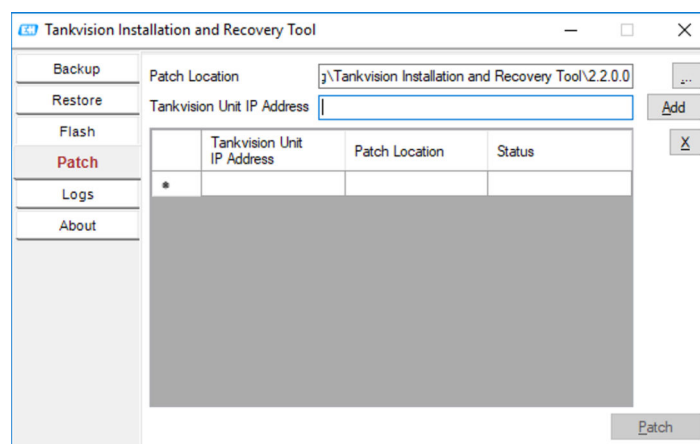 EH Tankvision Installation and Recovery Tool
Backup
Restore
Flash
Patch
Logs
About
Patch Location g\Tankvision Installation and Recovery Tool\2.2.0.0 ...
Tankvision Unit IP Address Add
X
Tankvision Unit IP Address Patch Location Status
*
Patch